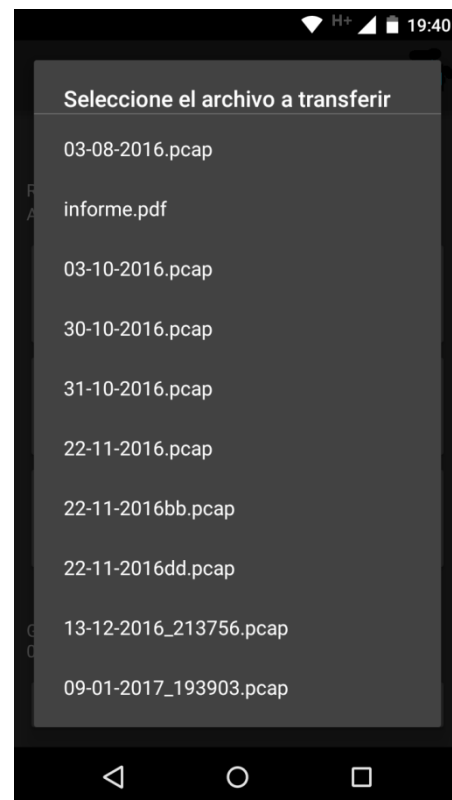 H+ 19:40
Seleccione el archivo a transferir
03-08-2016.pcap
informe.pdf
03-10-2016.pcap
30-10-2016.pcap
31-10-2016.pcap
22-11-2016.pcap
22-11-2016bb.pcap
22-11-2016dd.pcap
13-12-2016_213756.pcap
09-01-2017_193903.pcap